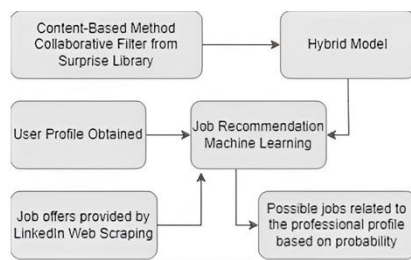 Content-Based Method
Collaborative Filter from
Surprise Library
Hybrid Model
User Profile Obtained
Job Recommendation
Machine Learning
Job offers provided by
LinkedIn Web Scraping
Possible jobs related to
the professional profile
based on probability